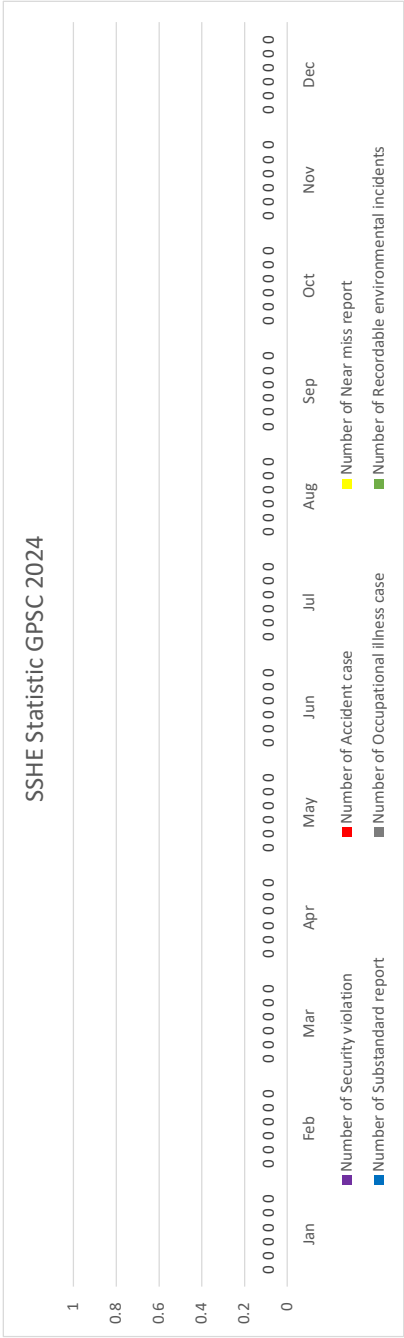 SSHE Statistic GPSC 2024
1
0.8
0.6
0.4
0.2
0
0 0 0 0 0 0 0 0 0 0 0 0 0 0 0 0 0 0 0 0 0 0 0 0 0 0 0 0 0 0 0 0 0 0 0 0 0 0 0 0 0 0 0 0 0 0 0 0 0 0 0 0 0 0 0 0 0 0 0 0 0 0 0 0 0 0 0 0 0 0 0 0
Jan Feb Mar Apr May Jun Jul Aug Sep Oct Nov Dec
Number of Security violation Number of Accident case Number of Near miss report
Number of Substandard report Number of Occupational illness case Number of Recordable environmental incidents